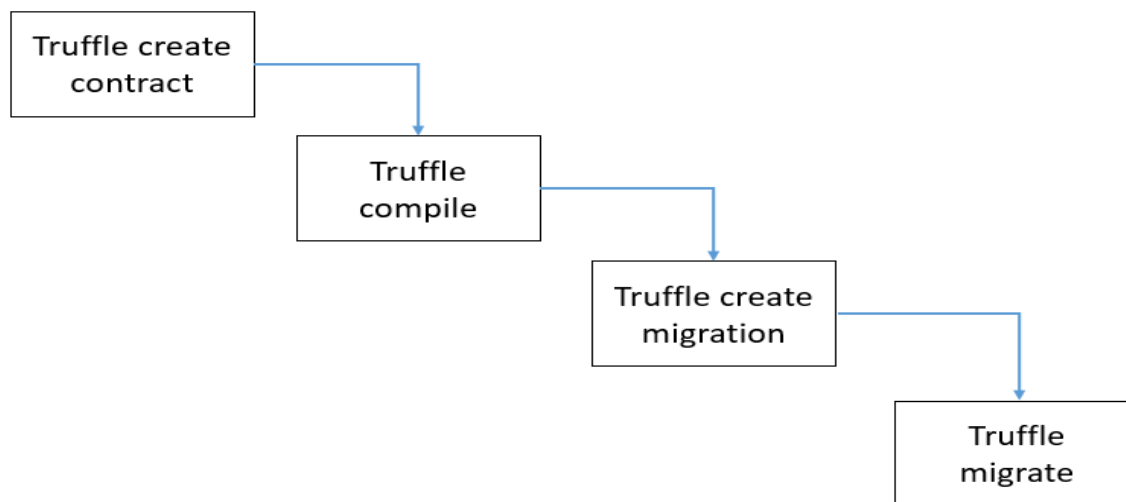 Truffle create
contract
Truffle
compile
Truffle create
migration
Truffle
migrate